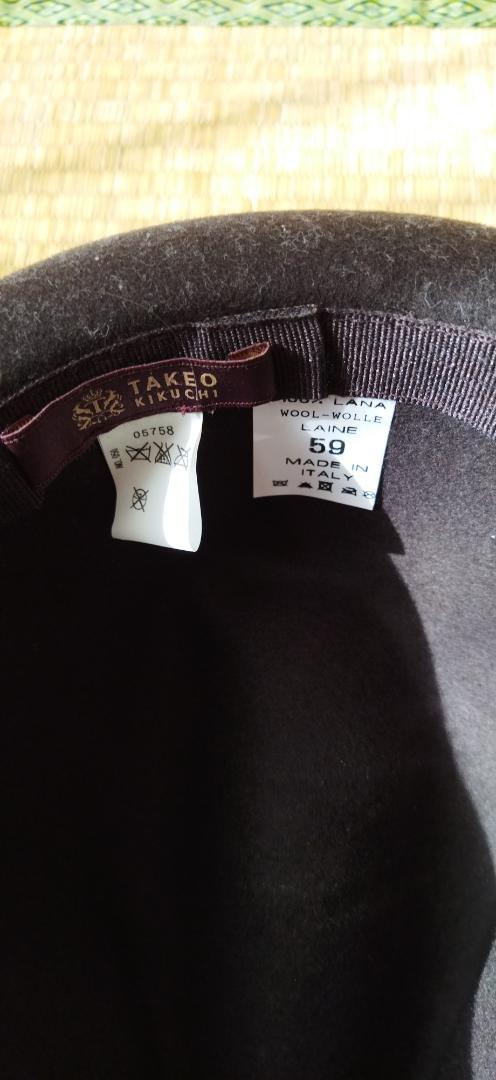 TAKEO
KIKUCHI
05758
100% LANA
WOOL-WOLLE
LAINE
59
MADE IN
ITALY